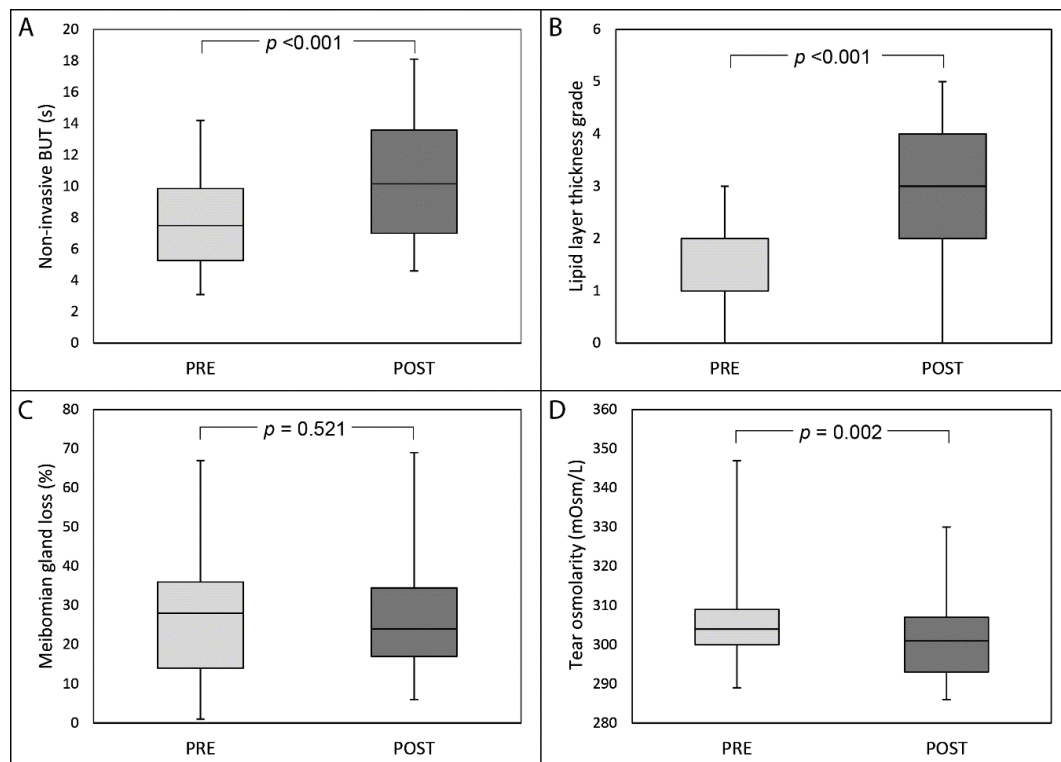 A
Non-invasive BUT (s)
20
18
16
14
12
10
8
6
4
2
0
p <0.001
PRE POST
B
Lipid layer thickness grade
6
5
4
3
2
1
0
p <0.001
PRE POST
C
Meibomian gland loss (%)
80
70
60
50
40
30
20
10
0
p = 0.521
PRE POST
D
Tear osmolarity (mOsm/L)
360
350
340
330
320
310
300
290
280
p = 0.002
PRE POST